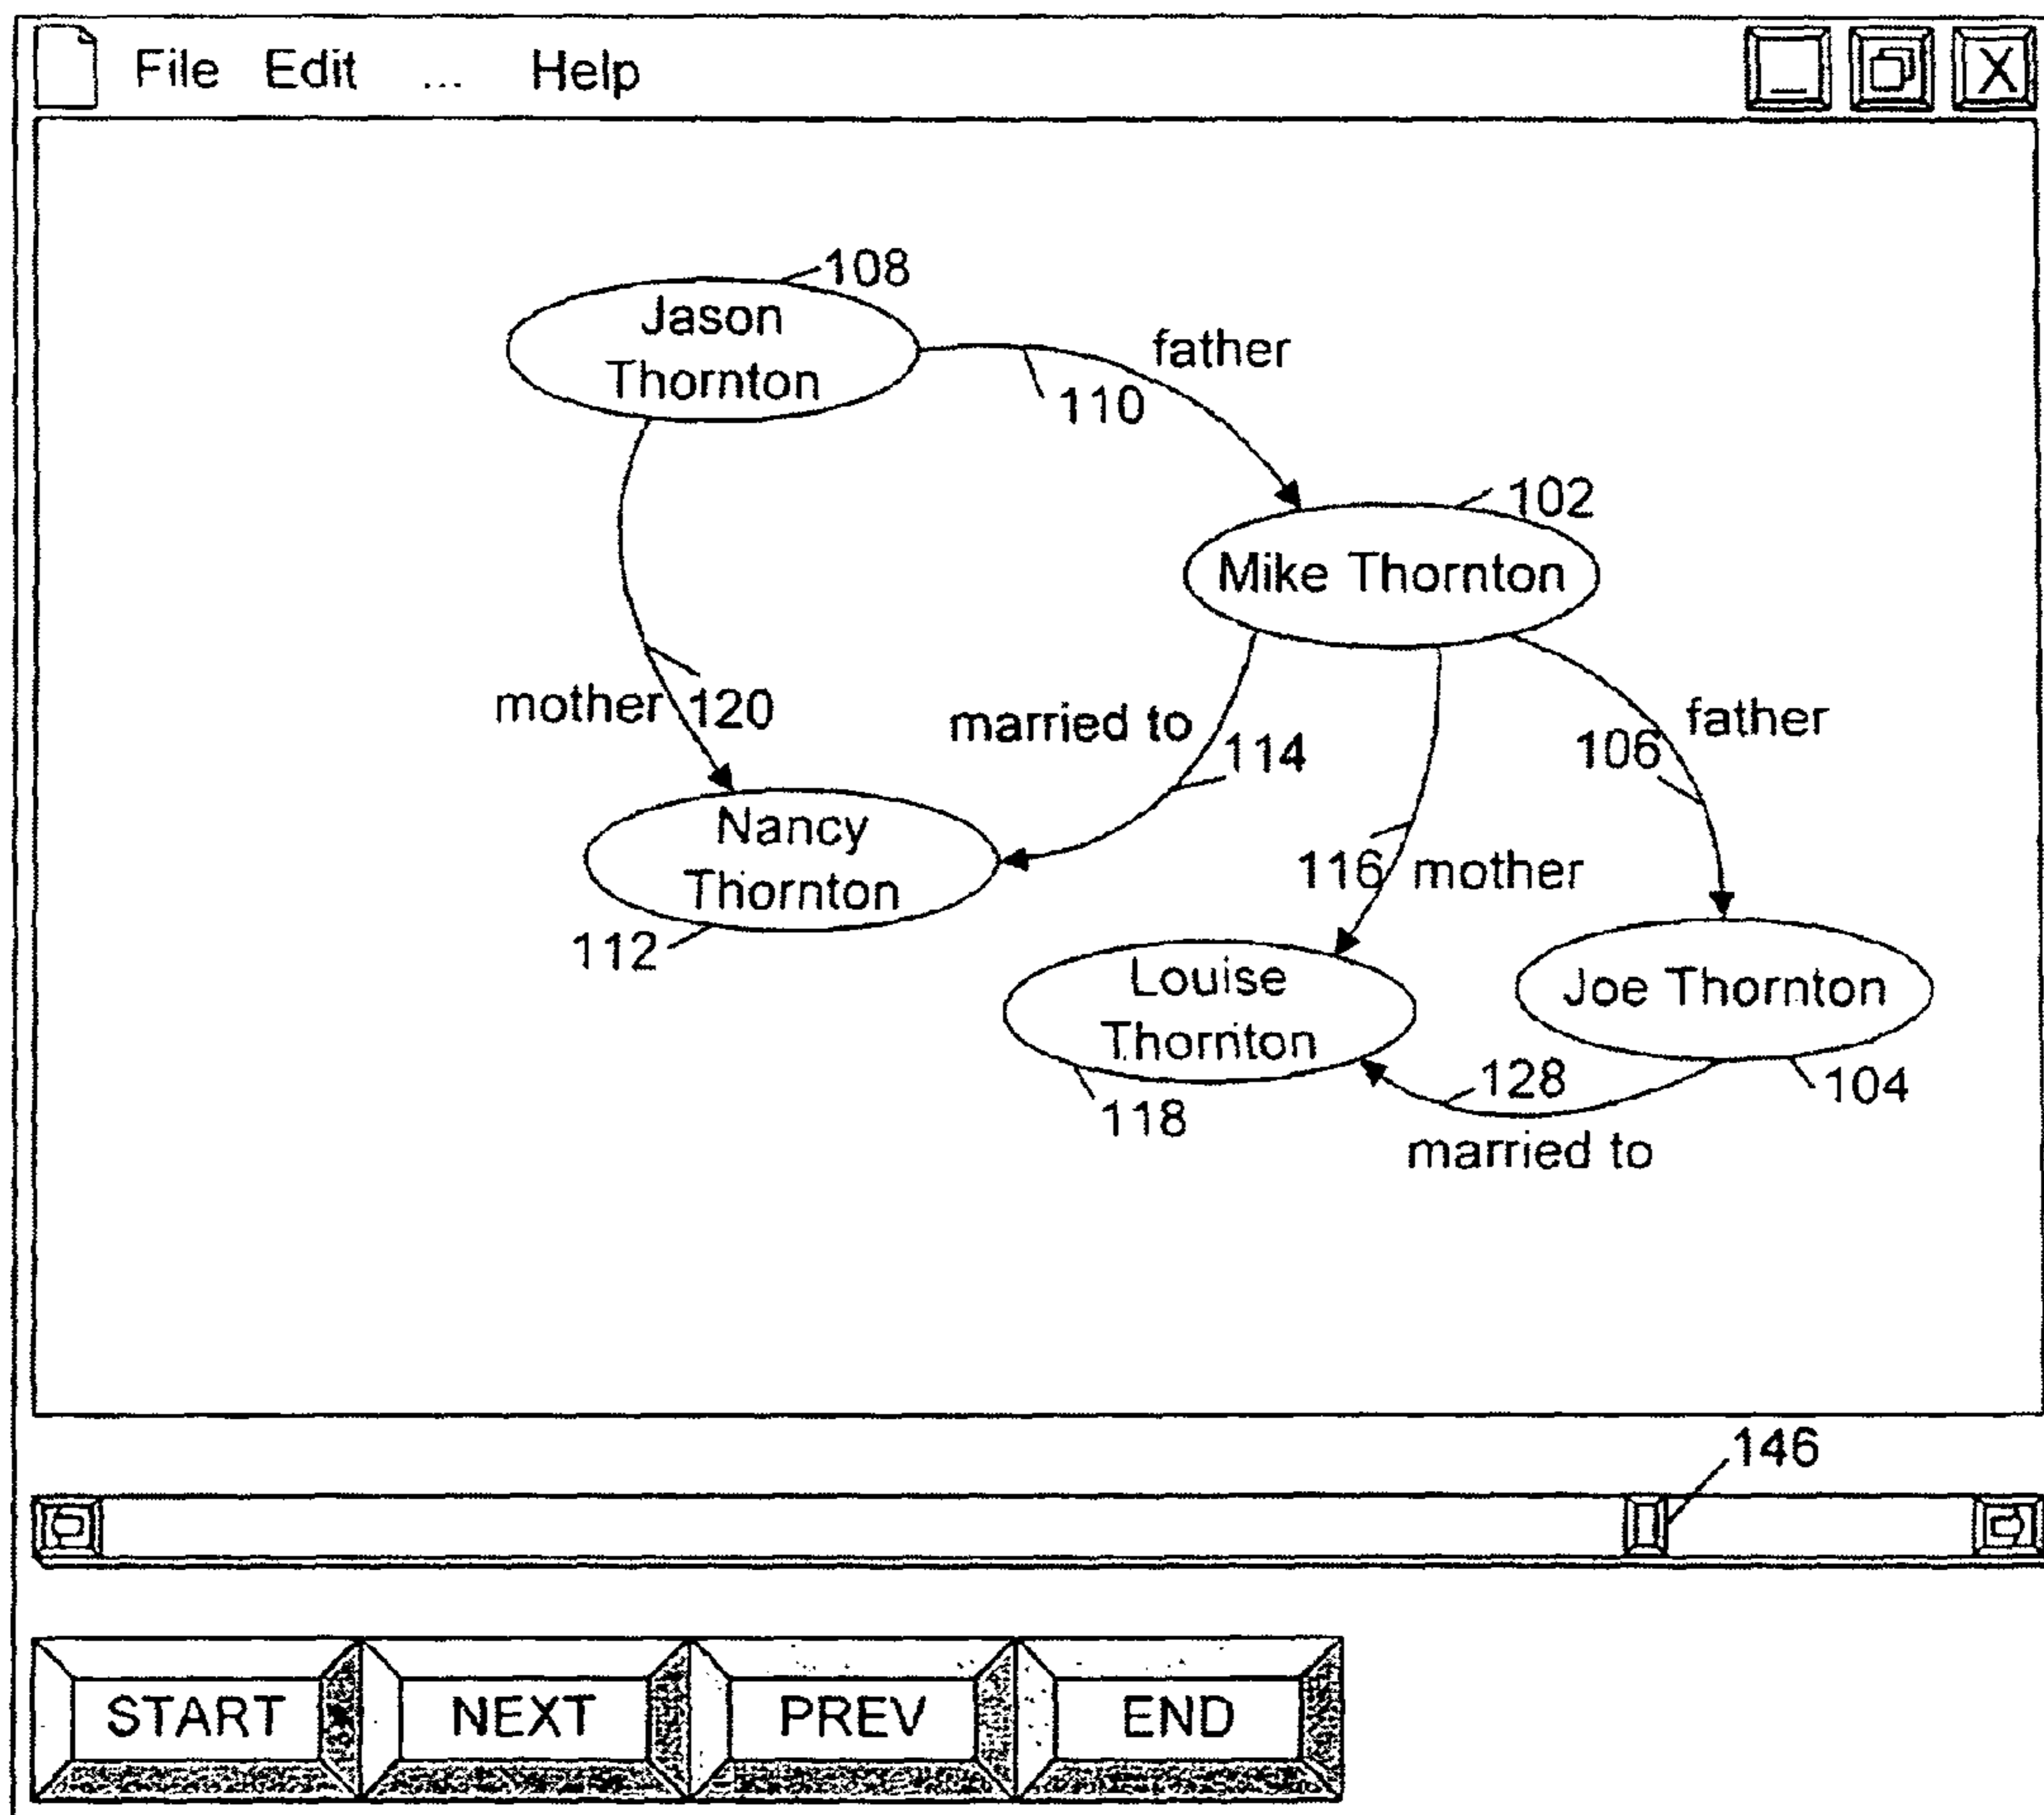 File Edit ... Help
X
108
Jason
Thornton
father
110
102
Mike Thornton
mother 120
married to
114
father
106
Nancy
Thornton
112
116 mother
Louise
Thornton
118
Joe Thornton
104
128
married to
146
START NEXT PREV END